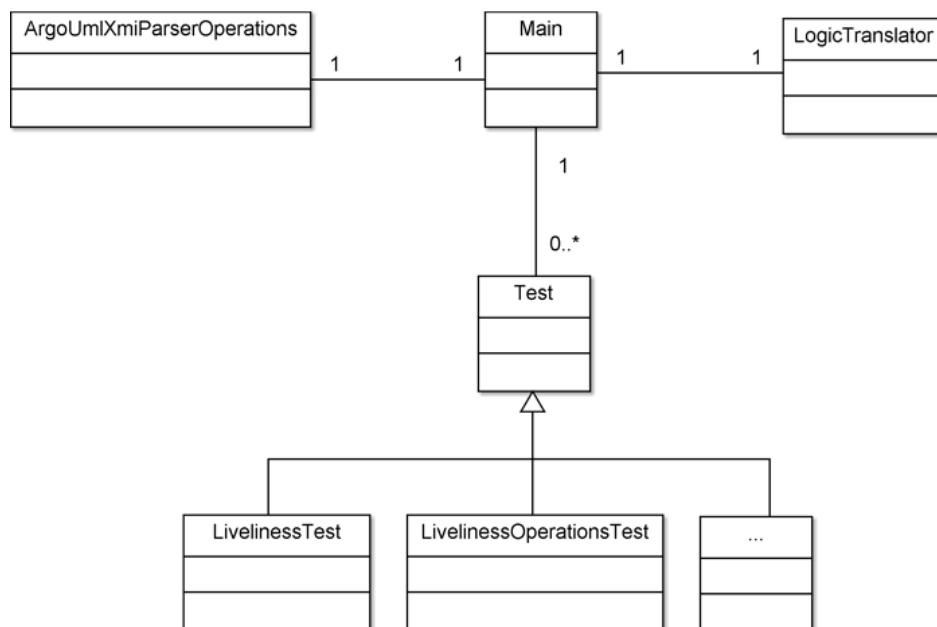 ArgoUmlXmiParserOperations
Main
LogicTranslator
1
1
1
1
1
0..*
Test
LivelinessTest
LivelinessOperationsTest
...